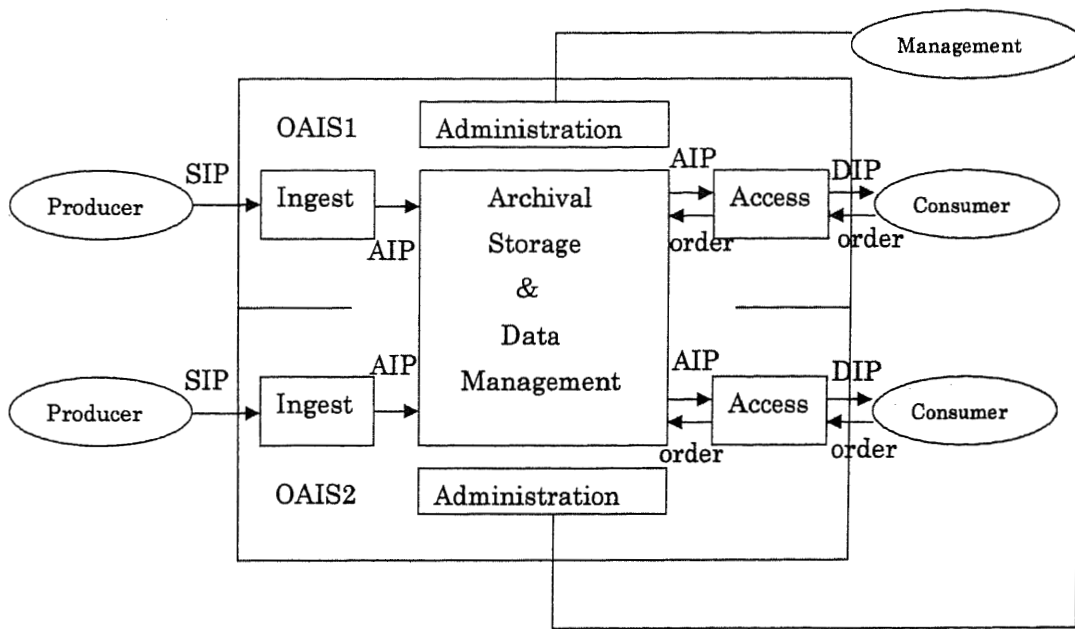 Management
OAIS1
Administration
SIP
AIP
DIP
Producer
Ingest
Archival
Access
Consumer
Storage
order
order
AIP
&
Data
SIP
AIP
Management
AIP
DIP
Producer
Ingest
Access
Consumer
order
order
OAIS2
Administration